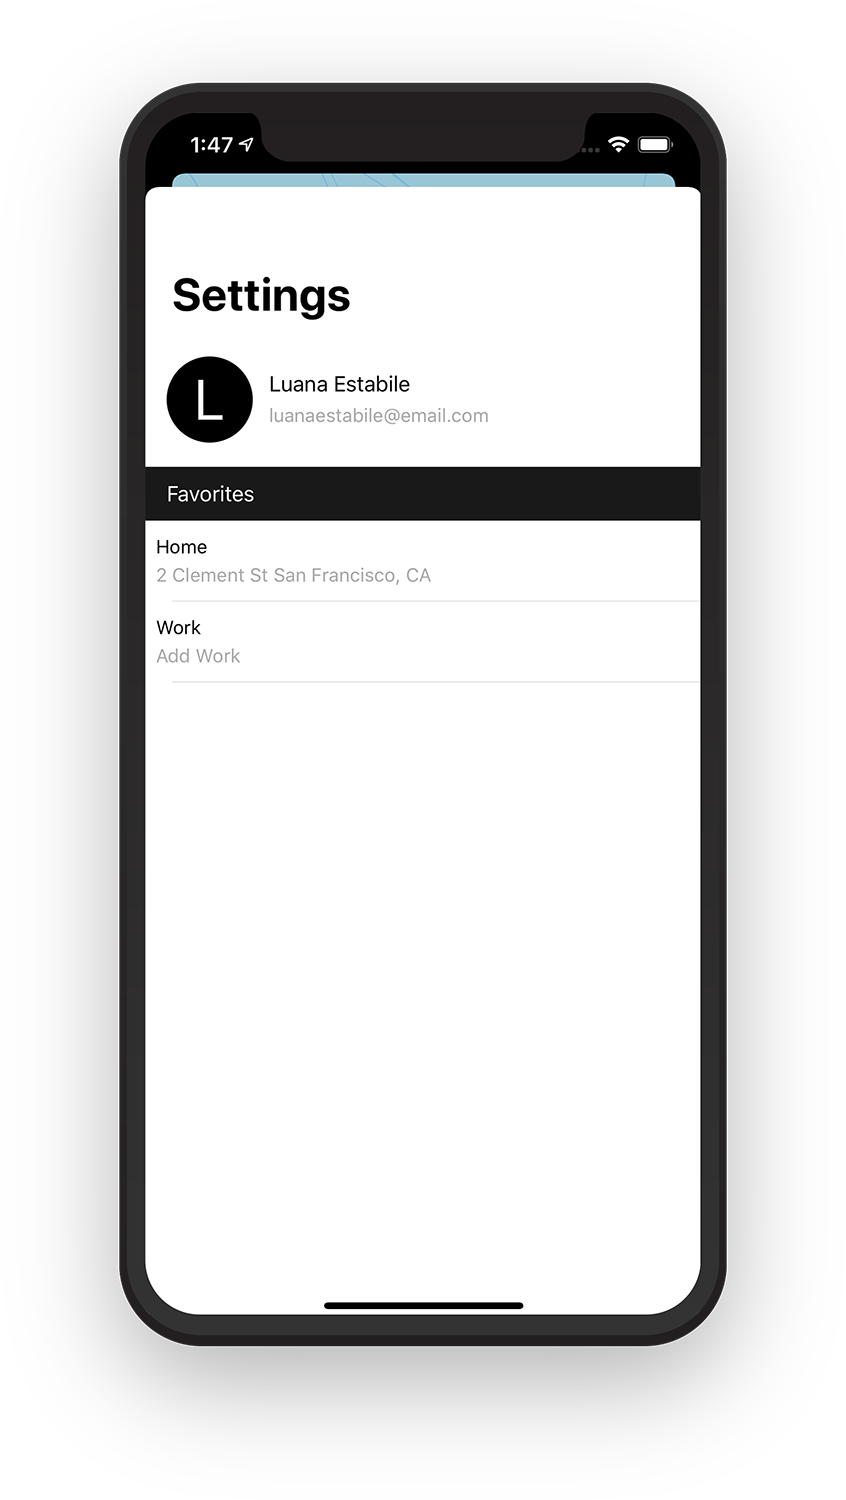 1:47
Settings
L
Luana Estabile
luanaestabile@email.com
Favorites
Home
2 Clement St San Francisco, CA
Work
Add Work